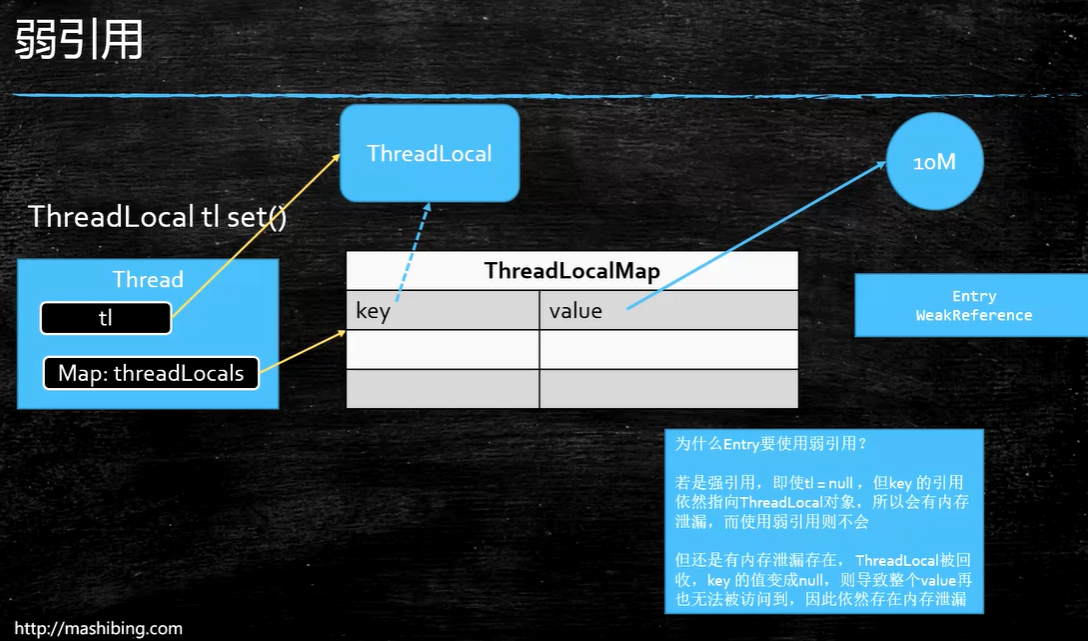 弱引用
ThreadLocal
10M
ThreadLocal tl set()
Thread
tl
Map: threadLocals
ThreadLocalMap
key value
Entry
WeakReference
为什么Entry要使用弱引用？
若是强引用，即使tl = null ，但key 的引用
依然指向ThreadLocal对象，所以会有内存
泄漏，而使用弱引用则不会
但还是有内存泄漏存在， ThreadLocal被回
收，key 的值变成null，则导致整个value再
也无法被访问到，因此依然存在内存泄漏
http://mashibing.com